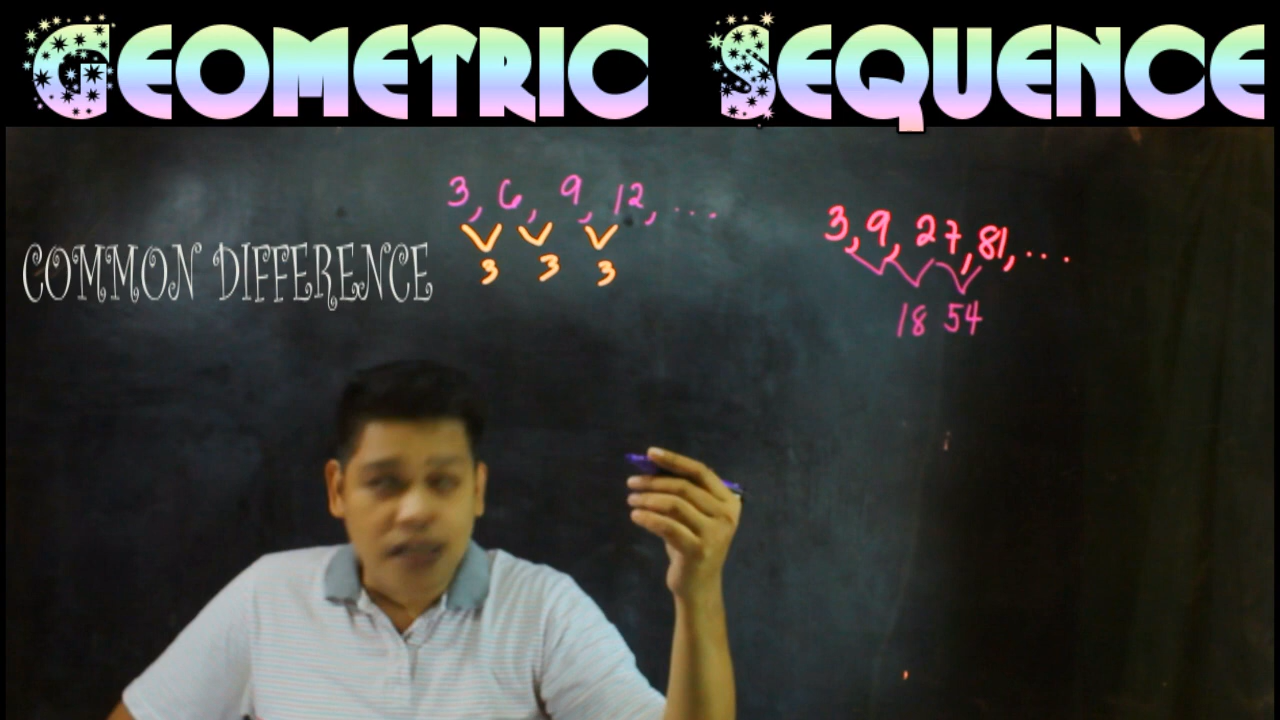 GEOMETRIC SEQUENCE
3, 6, 9, 12, ...
3, 9, 27, 81, ...
COMMON DIFFERENCE
3 3 3
18 54